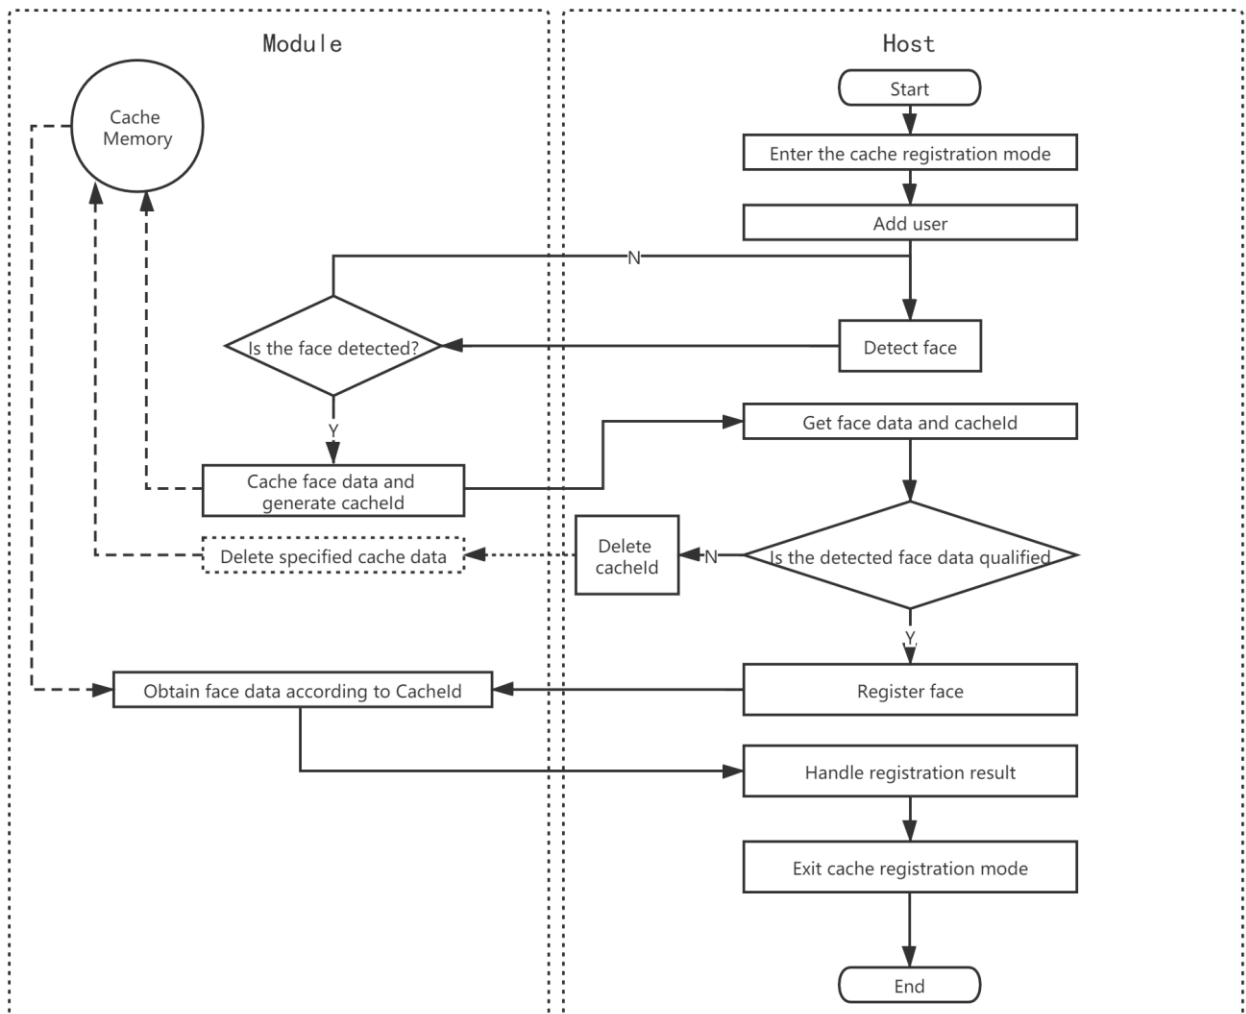 Module
Host
Cache
Memory
Start
Enter the cache registration mode
Add user
N
Is the face detected?
Detect face
Y
Get face data and cacheId
Cache face data and
generate cacheId
Delete specified cache data
Delete
cacheId
N
Is the detected face data qualified
Y
Obtain face data according to CacheId
Register face
Handle registration result
Exit cache registration mode
End